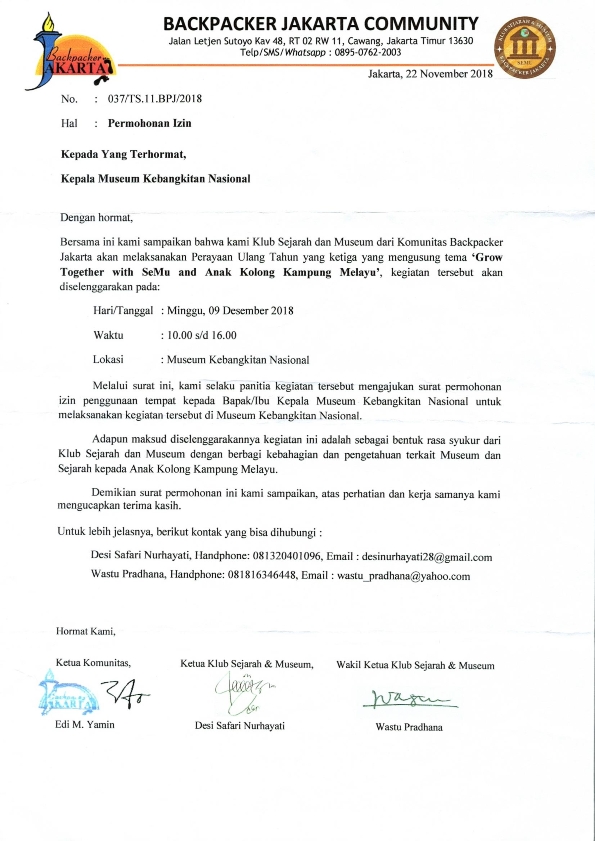 BACKPACKER JAKARTA COMMUNITY
Jalan Letjen Sutoyo Kav 48, RT 02 RW 11, Cawang, Jakarta Timur 13630
Telp/SMS/Whatsapp : 0895-0762-2003
Backpacker
JAKARTA
KLUB SEJARAH & MUSEUM
SEMU
BACKPACKER JAKARTA
Jakarta, 22 November 2018
No. : 037/TS.11.BPJ/2018
Hal : Permohonan Izin
Kepada Yang Terhormat,
Kepala Museum Kebangkitan Nasional
Dengan hormat,
Bersama ini kami sampaikan bahwa kami Klub Sejarah dan Museum dari Komunitas Backpacker
Jakarta akan melaksanakan Perayaan Ulang Tahun yang ketiga yang mengusung tema ‘Grow
Together with SeMu and Anak Kolong Kampung Melayu’, kegiatan tersebut akan
diselenggarakan pada:
Hari/Tanggal : Minggu, 09 Desember 2018
Waktu : 10.00 s/d 16.00
Lokasi : Museum Kebangkitan Nasional
Melalui surat ini, kami selaku panitia kegiatan tersebut mengajukan surat permohonan
izin penggunaan tempat kepada Bapak/Ibu Kepala Museum Kebangkitan Nasional untuk
melaksanakan kegiatan tersebut di Museum Kebangkitan Nasional.
Adapun maksud diselenggarakannya kegiatan ini adalah sebagai bentuk rasa syukur dari
Klub Sejarah dan Museum dengan berbagi kebahagian dan pengetahuan terkait Museum dan
Sejarah kepada Anak Kolong Kampung Melayu.
Demikian surat permohonan ini kami sampaikan, atas perhatian dan kerja samanya kami
mengucapkan terima kasih.
Untuk lebih jelasnya, berikut kontak yang bisa dihubungi :
Desi Safari Nurhayati, Handphone: 081320401096, Email : desinurhayati28@gmail.com
Wastu Pradhana, Handphone: 081816346448, Email : wastu_pradhana@yahoo.com
Hormat Kami,
Ketua Komunitas, Ketua Klub Sejarah & Museum, Wakil Ketua Klub Sejarah & Museum
Backpacker
JAKARTA
Edi M. Yamin Desi Safari Nurhayati Wastu Pradhana